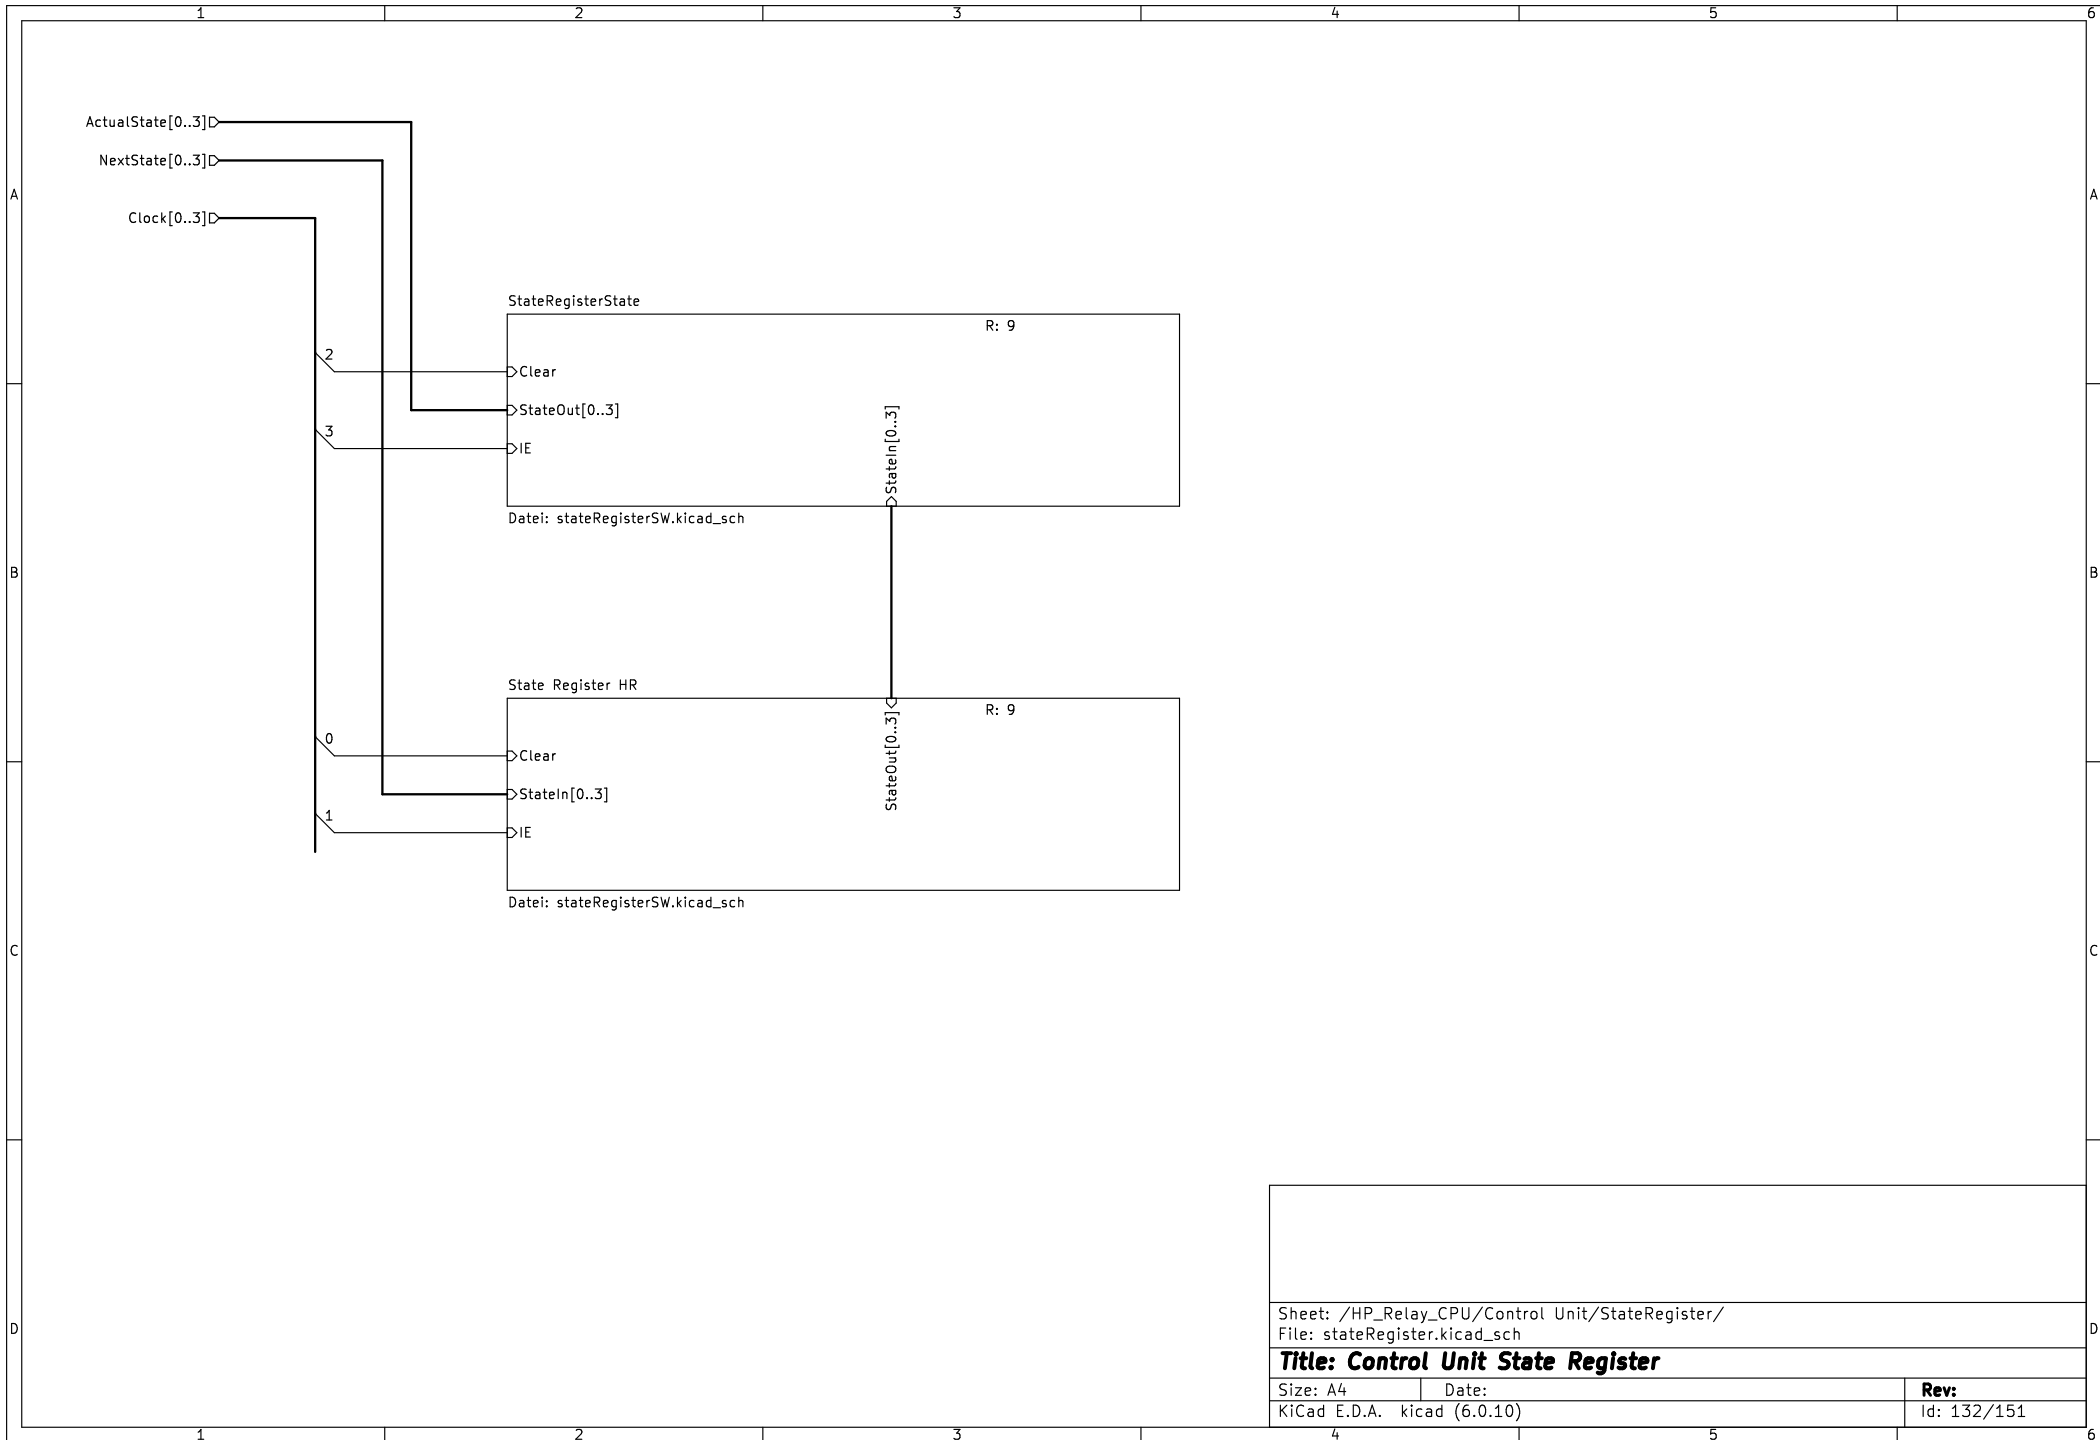 1 2 3 4 5 6
ActualState[0..3]
NextState[0..3]
A A
Clock[0..3]
StateRegisterState
R: 9
2
Clear
StateOut[0..3]
3
IE
StateIn[0..3]
Datei: stateRegisterSW.kicad_sch
B B
State Register HR
R: 9
0
Clear
StateOut[0..3]
StateIn[0..3]
1
IE
Datei: stateRegisterSW.kicad_sch
C C
Sheet: /HP_Relay_CPU/Control Unit/StateRegister/
D D
File: stateRegister.kicad_sch
Title: Control Unit State Register
Size: A4 Date: Rev:
KiCad E.D.A. kicad (6.0.10) Id: 132/151
1 2 3 4 5 6